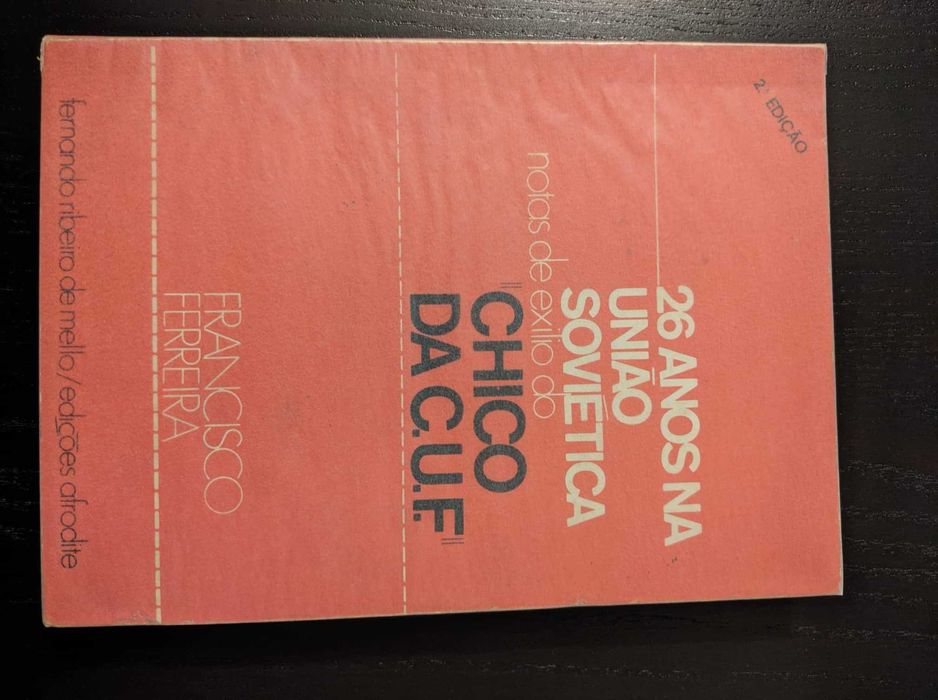 2.ª EDIÇÃO
26 ANOS NA
UNIÃO
SOVIÉTICA
notas de exílio do
"CHICO
DA C.U.F."
FRANCISCO
FERREIRA
fernando ribeiro de mello/edições afrodite